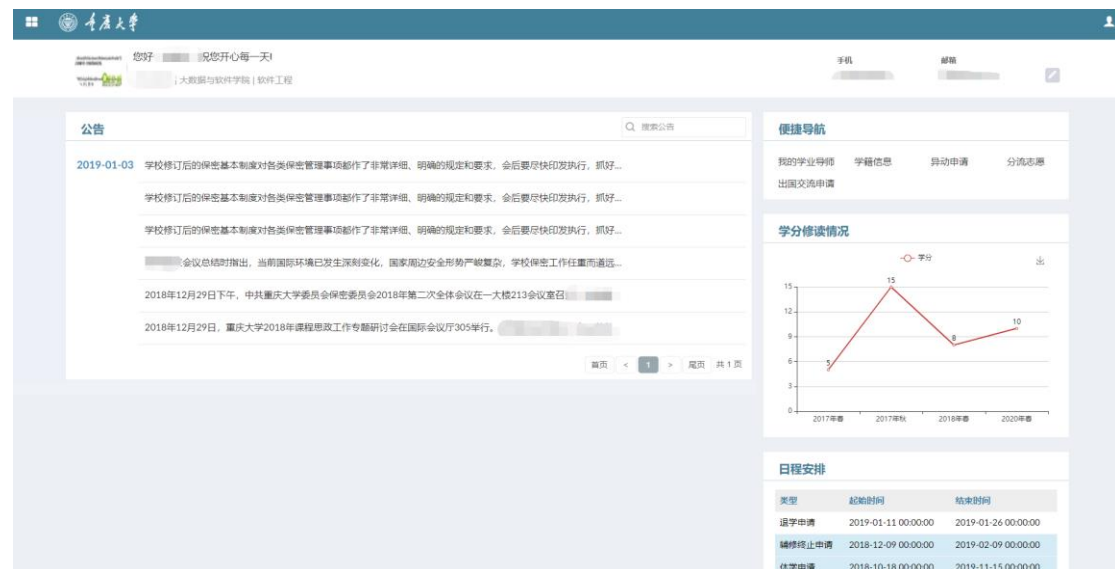 重庆大学
您好 祝您开心每一天!
大数据与软件学院 | 软件工程
手机 邮箱
公告
搜索公告
2019-01-03 学校修订后的保密基本制度对各类保密管理事项都作了非常详细、明确的规定和要求，会后要尽快印发执行，抓好...
学校修订后的保密基本制度对各类保密管理事项都作了非常详细、明确的规定和要求，会后要尽快印发执行，抓好...
学校修订后的保密基本制度对各类保密管理事项都作了非常详细、明确的规定和要求，会后要尽快印发执行，抓好...
会议总结时指出，当前国际环境已发生深刻变化，国家周边安全形势严峻复杂，学校保密工作任重而道远...
2018年12月29日下午，中共重庆大学委员会保密委员会2018年第二次全体会议在一大楼213会议室召
2018年12月29日，重庆大学2018年课程思政工作专题研讨会在国际会议厅305举行。
首页 < 1 > 尾页 共 1 页
便捷导航
我的学业导师 学籍信息 异动申请 分流志愿
出国交流申请
学分修读情况
学分
15
12
9
6
3
0
5
15
8
10
2017年春 2017年秋 2018年春 2020年春
日程安排
类型 起始时间 结束时间
退学申请 2019-01-11 00:00:00 2019-01-26 00:00:00
辅修终止申请 2018-12-09 00:00:00 2019-02-09 00:00:00
休学申请 2018-10-18 00:00:00 2019-11-15 00:00:00